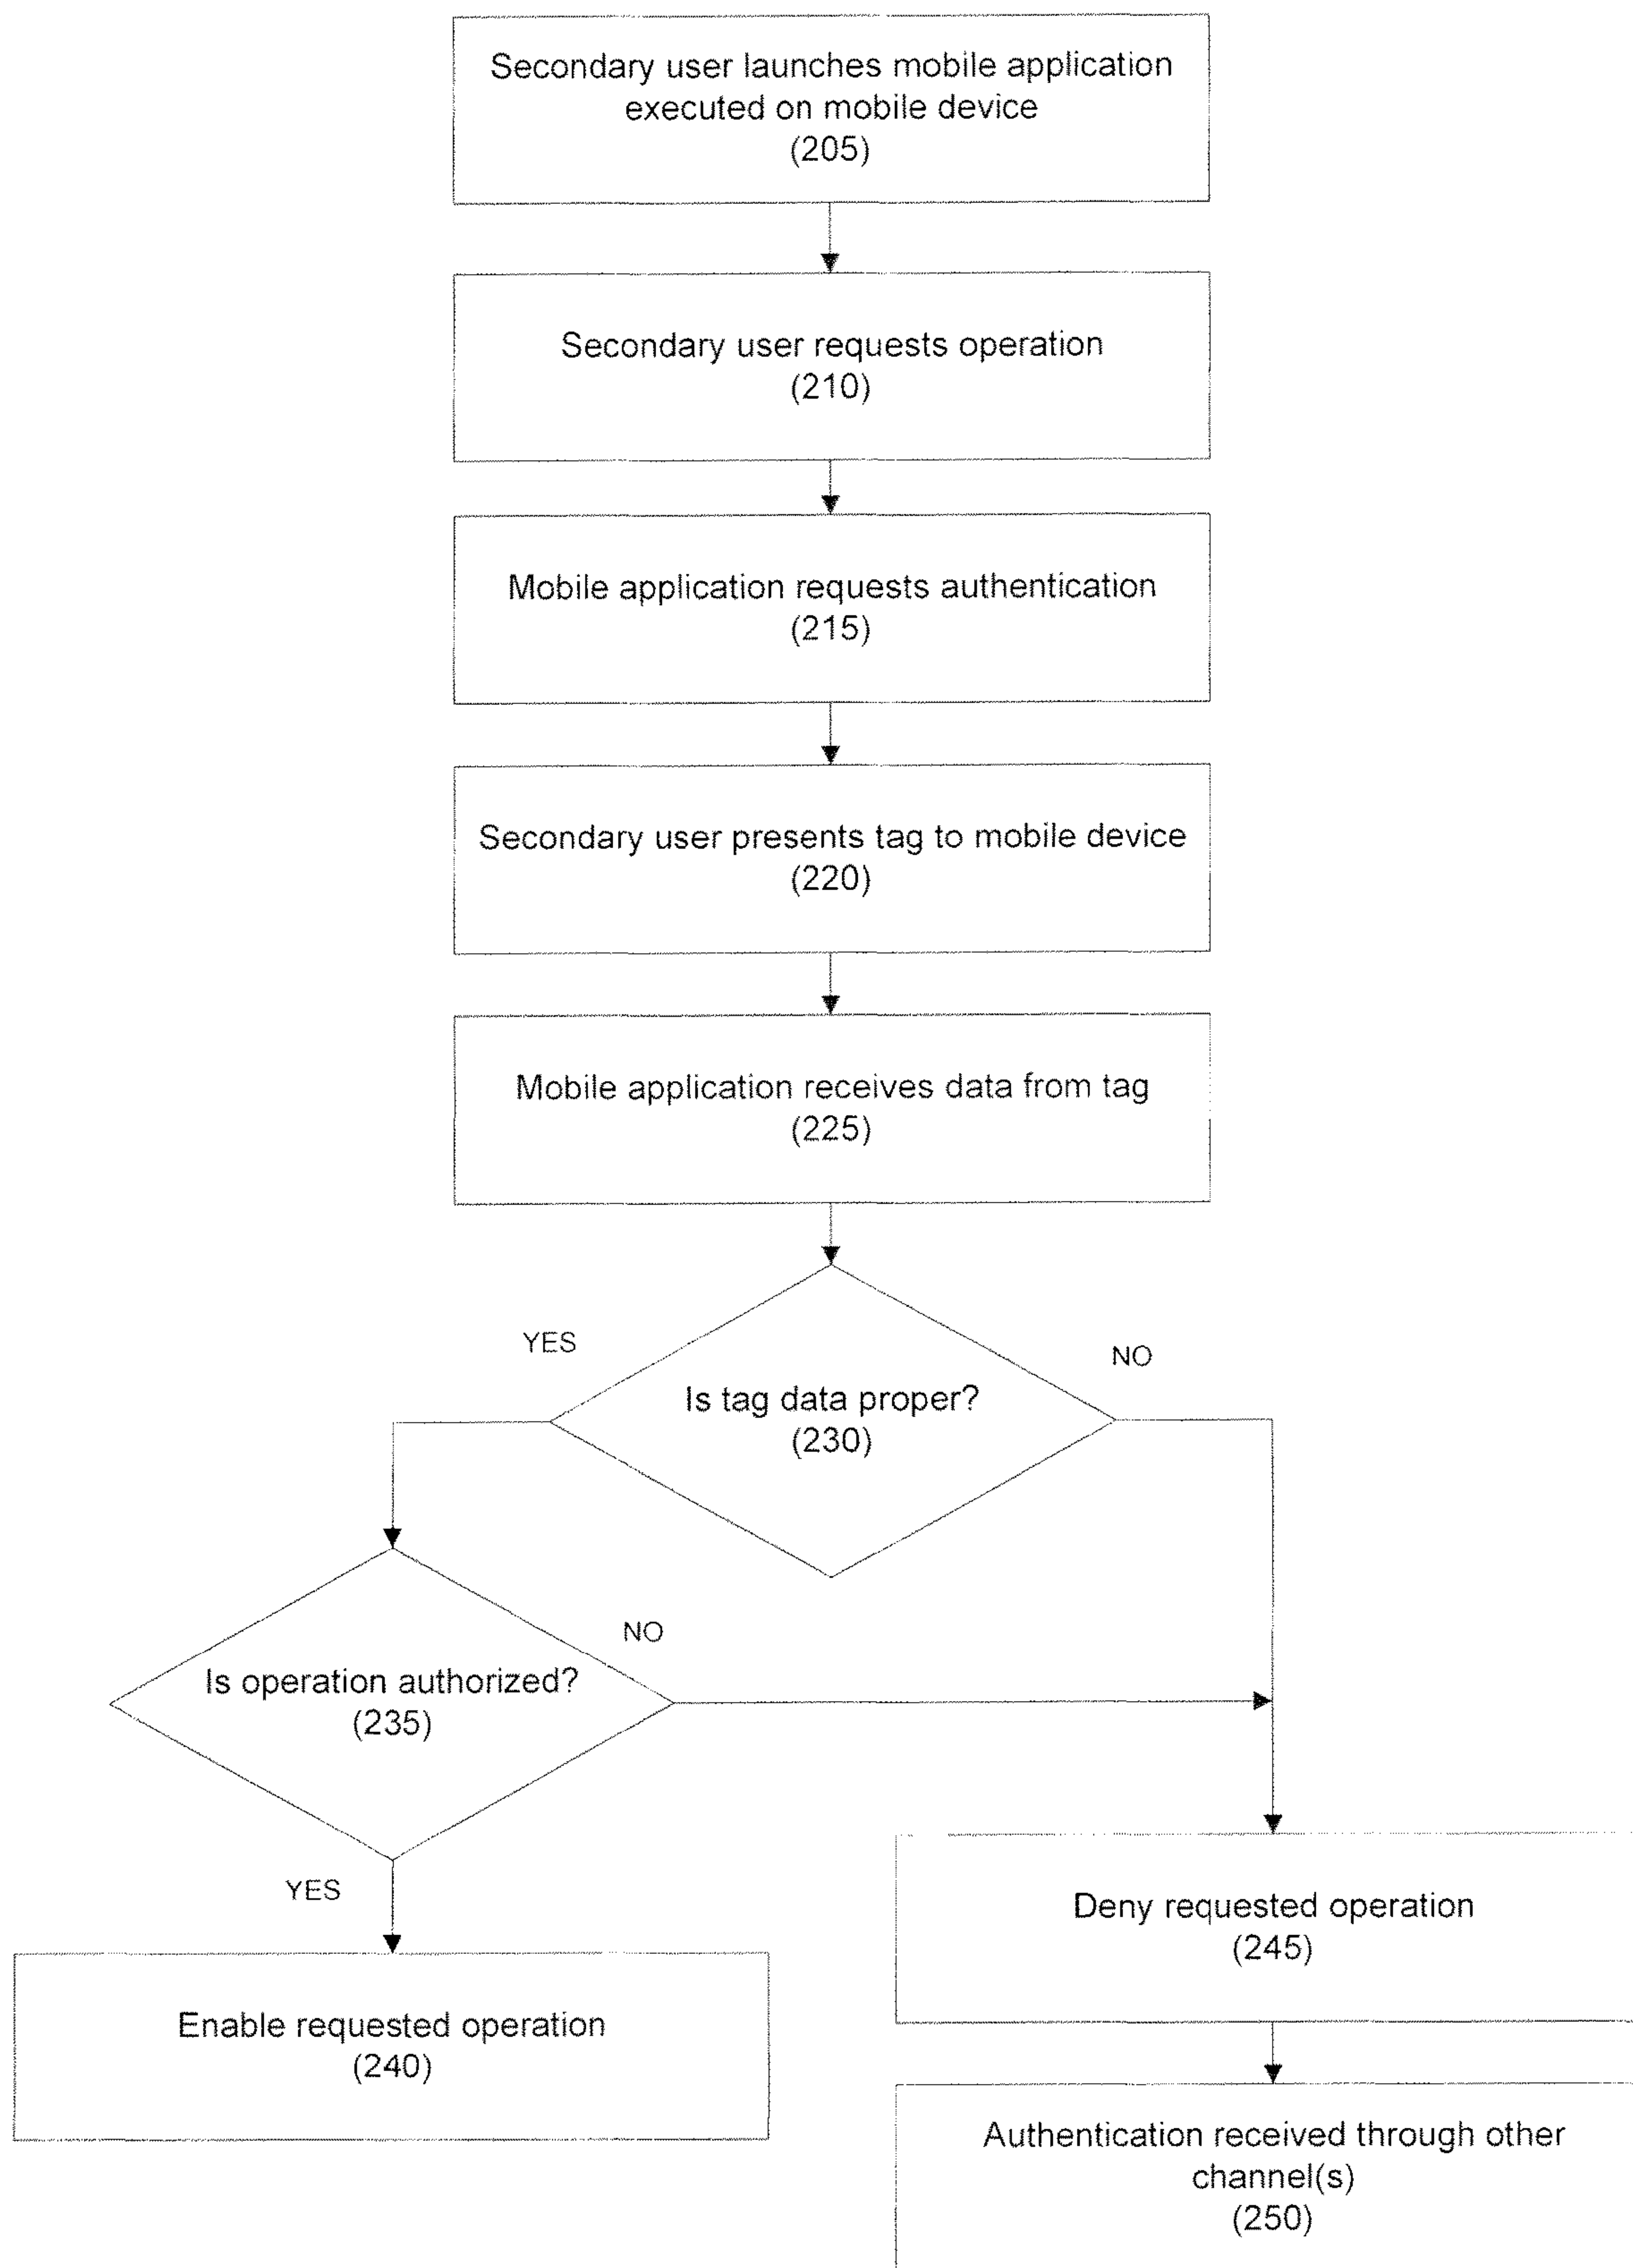 Secondary user launches mobile application
executed on mobile device
(205)
Secondary user requests operation
(210)
Mobile application requests authentication
(215)
Secondary user presents tag to mobile device
(220)
Mobile application receives data from tag
(225)
YES
NO
Is tag data proper?
(230)
NO
Is operation authorized?
(235)
YES
Deny requested operation
(245)
Enable requested operation
(240)
Authentication received through other
channel(s)
(250)